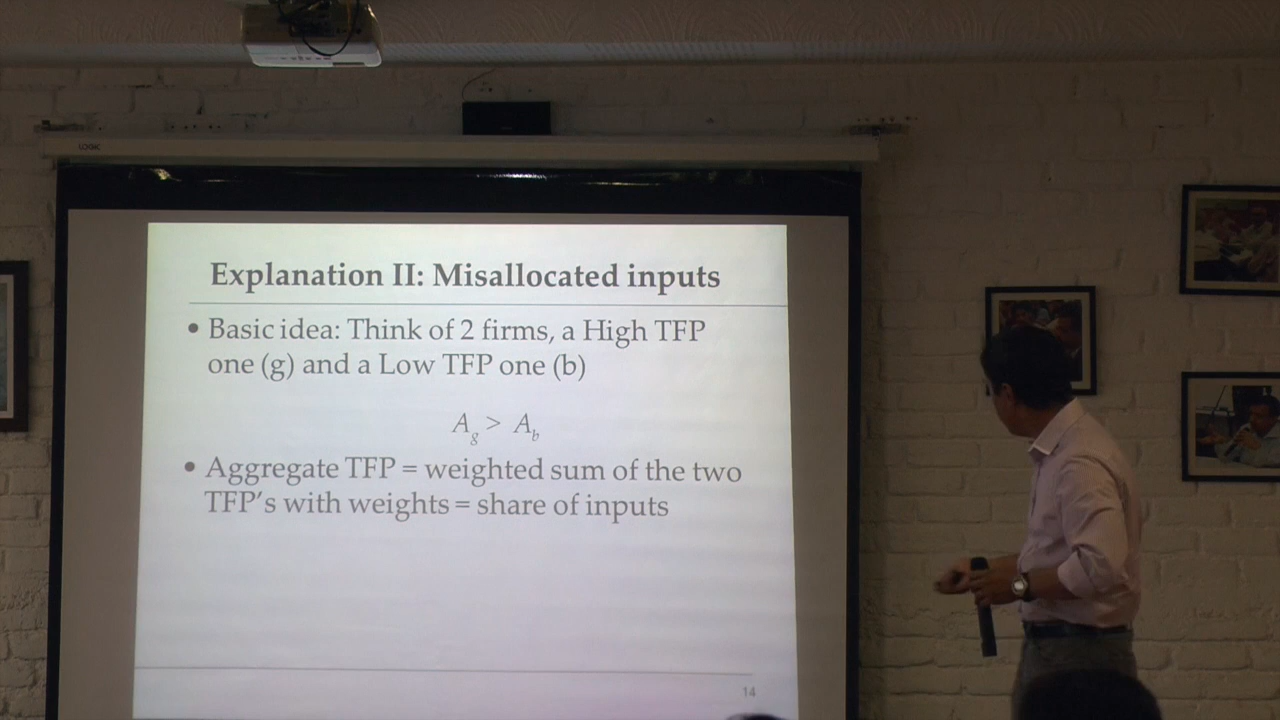 LOGIC
Explanation II: Misallocated inputs
• Basic idea: Think of 2 firms, a High TFP
one (g) and a Low TFP one (b)
A_g > A_b
• Aggregate TFP = weighted sum of the two
TFP's with weights = share of inputs
14